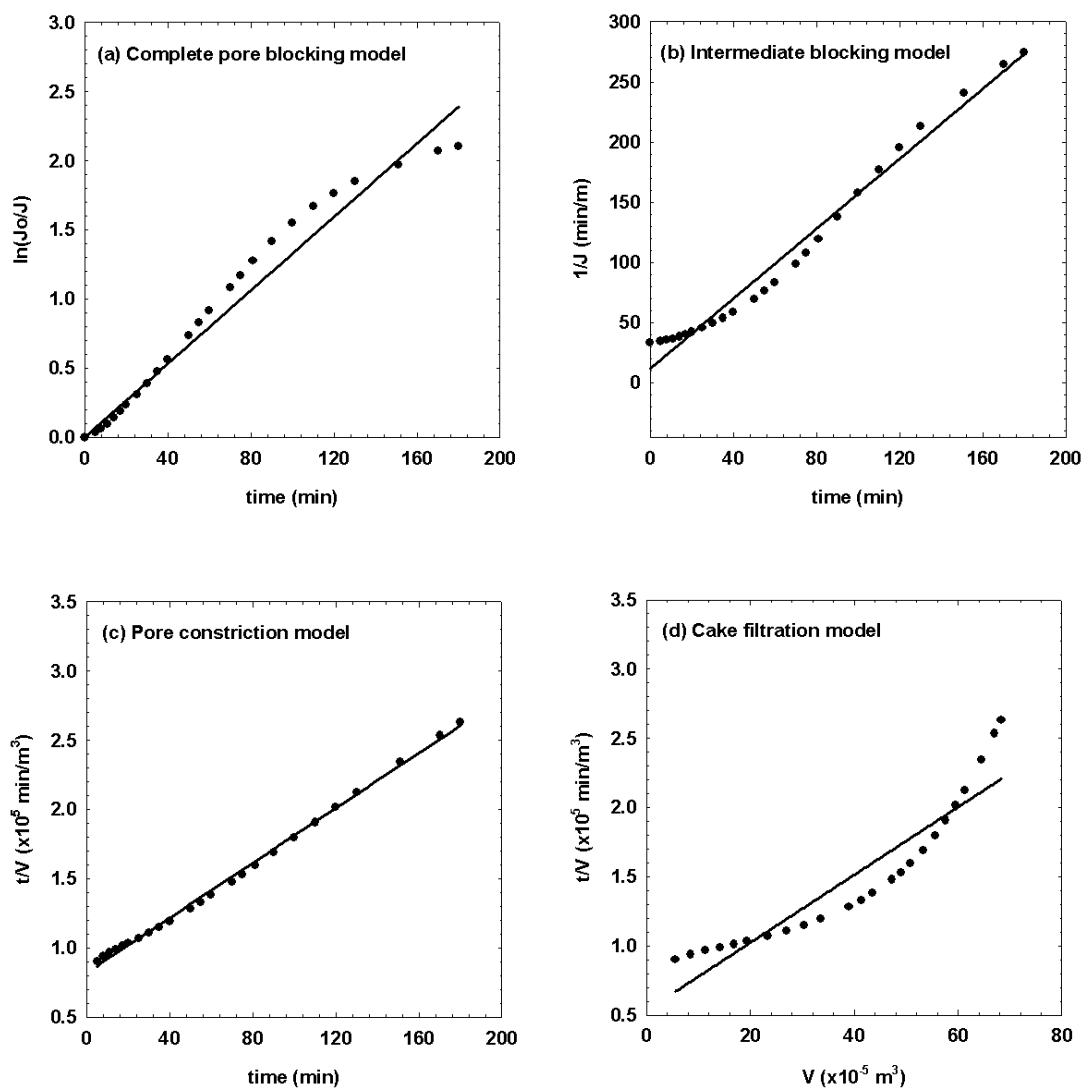 (a) Complete pore blocking model
3.0
2.5
2.0
1.5
1.0
0.5
0.0
ln(Jo/J)
0 40 80 120 160 200
time (min)
(b) Intermediate blocking model
300
250
200
150
100
50
0
1/J (min/m)
0 40 80 120 160 200
time (min)
(c) Pore constriction model
3.5
3.0
2.5
2.0
1.5
1.0
0.5
t/V (x10⁵ min/m³)
0 40 80 120 160 200
time (min)
(d) Cake filtration model
3.5
3.0
2.5
2.0
1.5
1.0
0.5
t/V (x10⁵ min/m³)
0 20 40 60 80
V (x10⁻⁵ m³)